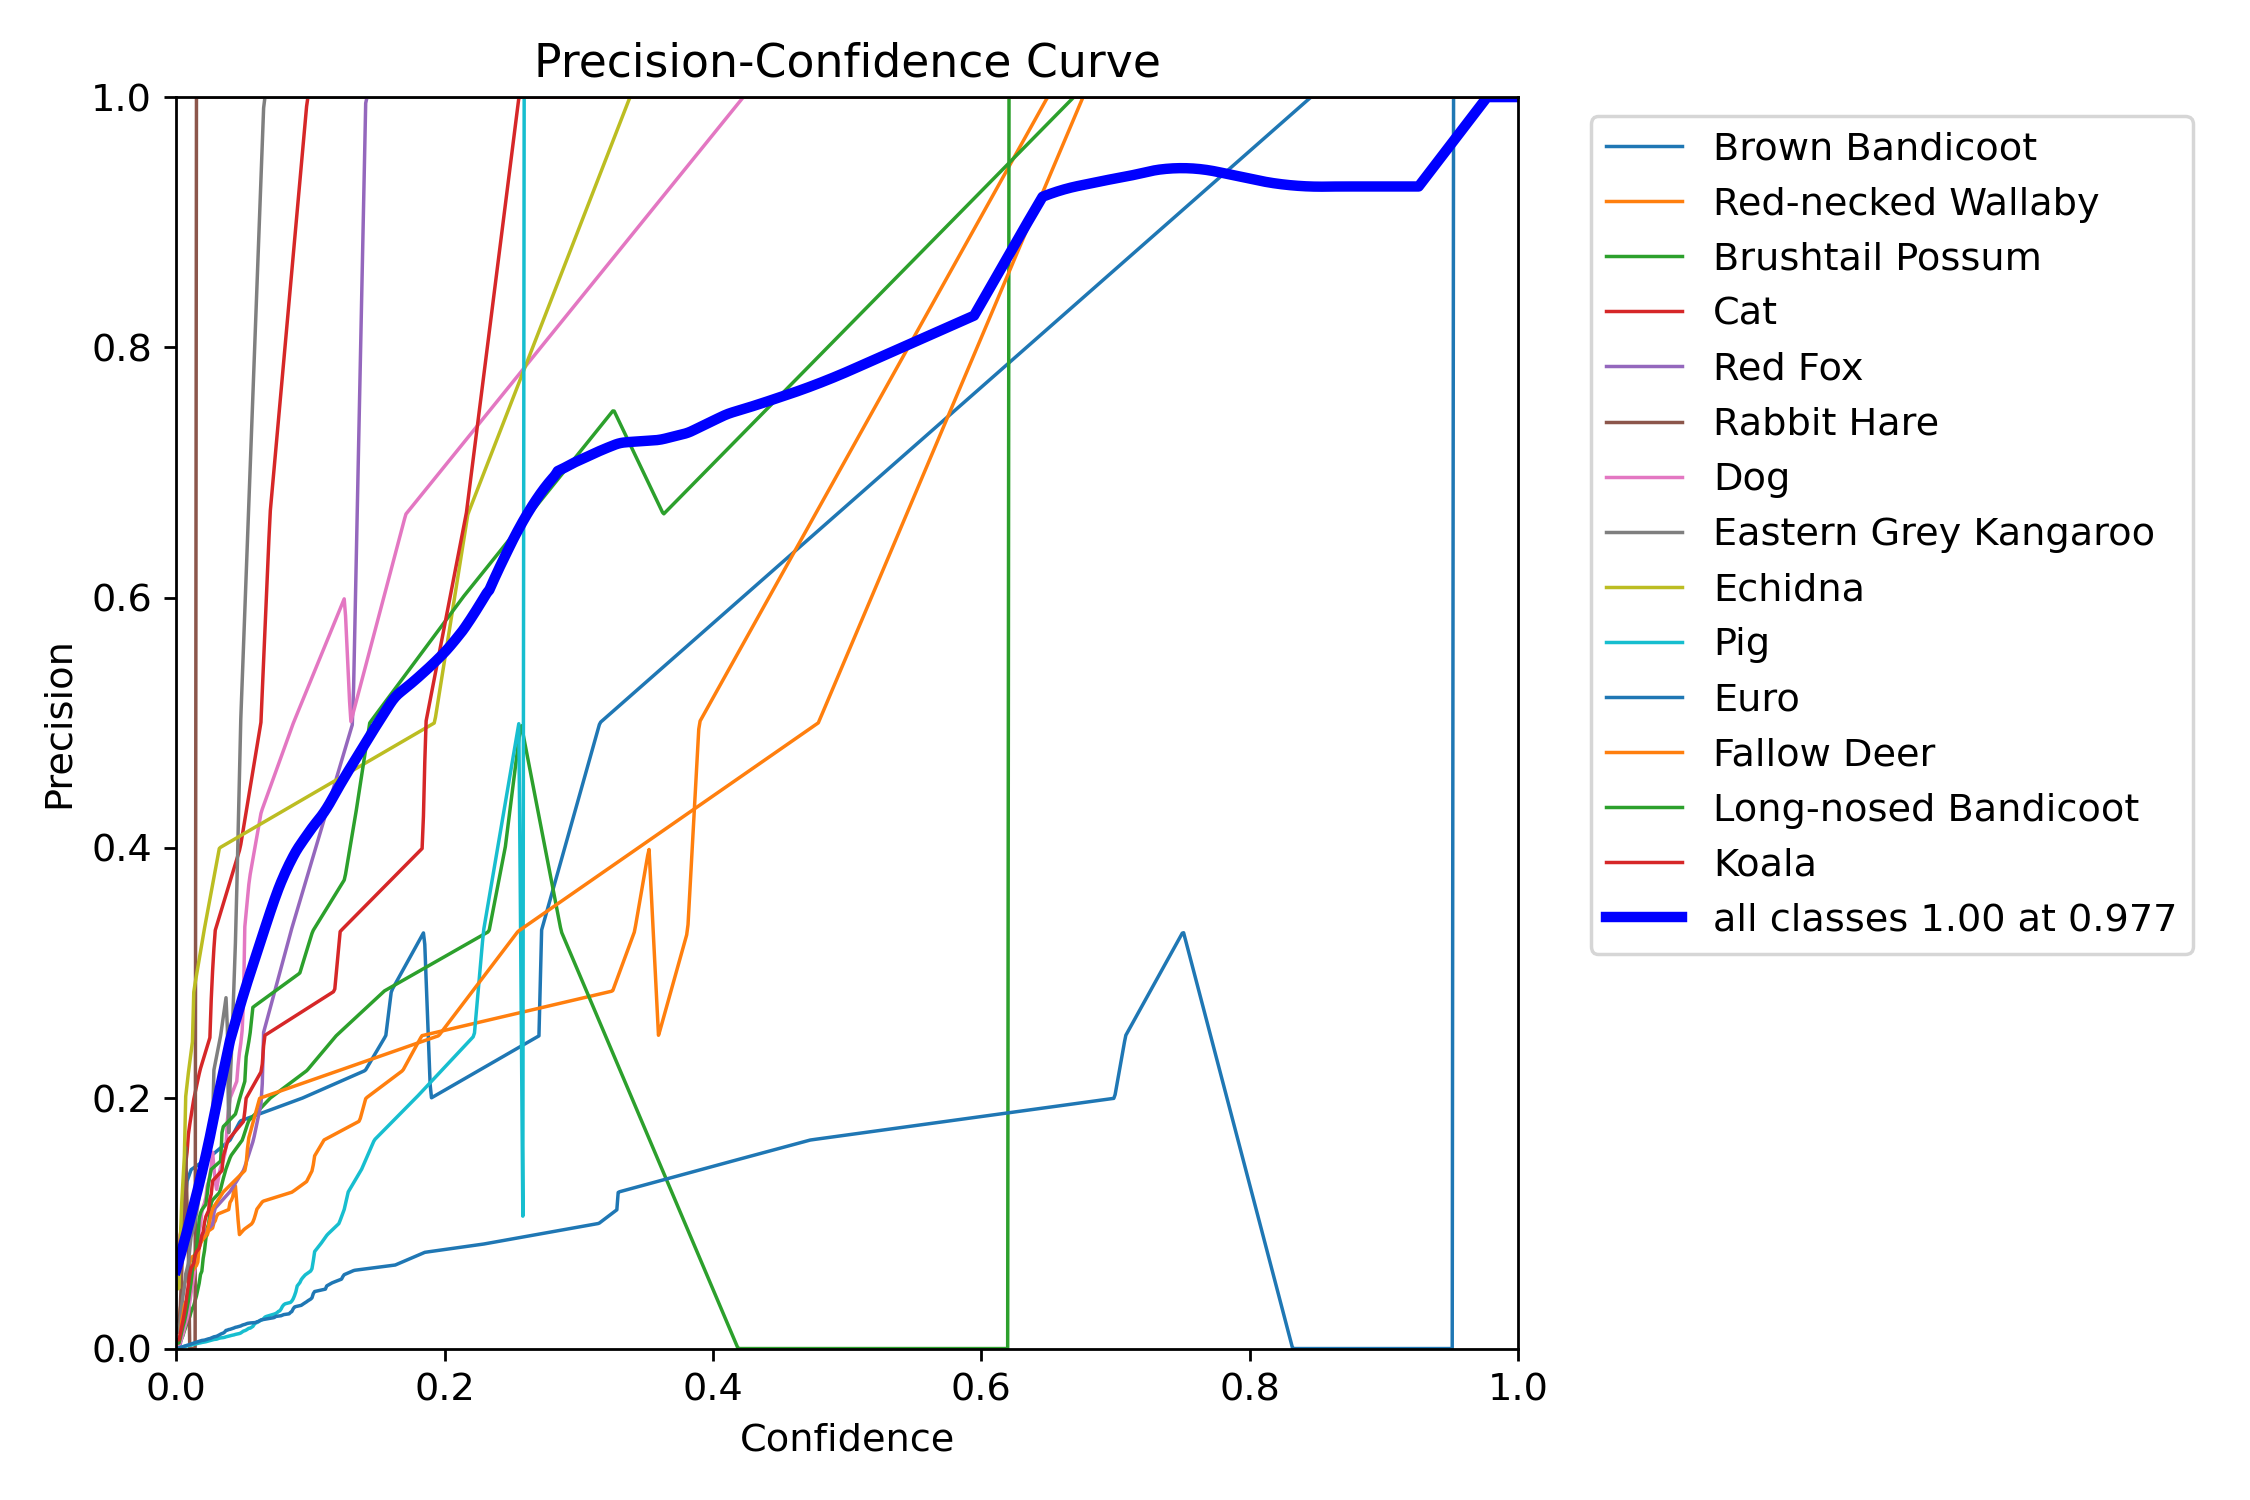 Precision-Confidence Curve
1.0
0.8
0.6
0.4
0.2
0.0
Precision
0.0 0.2 0.4 0.6 0.8 1.0
Confidence
Brown Bandicoot
Red-necked Wallaby
Brushtail Possum
Cat
Red Fox
Rabbit Hare
Dog
Eastern Grey Kangaroo
Echidna
Pig
Euro
Fallow Deer
Long-nosed Bandicoot
Koala
all classes 1.00 at 0.977